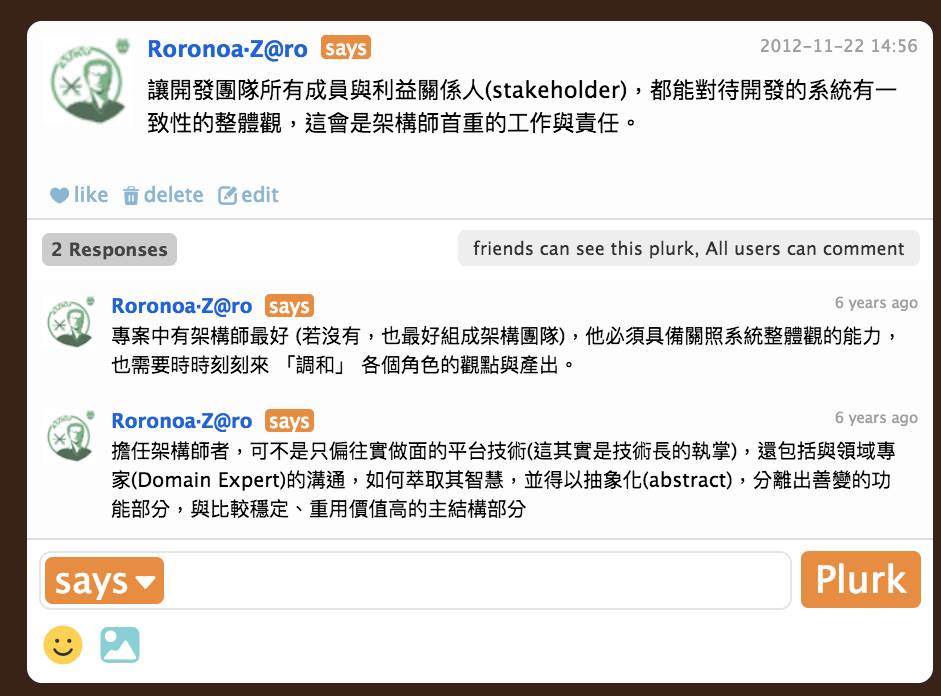 Roronoa·Z@ro says 2012-11-22 14:56
讓開發團隊所有成員與利益關係人(stakeholder)，都能對待開發的系統有一
致性的整體觀，這會是架構師首重的工作與責任。
like delete edit
2 Responses friends can see this plurk, All users can comment
Roronoa·Z@ro says 6 years ago
專案中有架構師最好 (若沒有，也最好組成架構團隊)，他必須具備關照系統整體觀的能力，
也需要時時刻刻來 「調和」 各個角色的觀點與產出。
Roronoa·Z@ro says 6 years ago
擔任架構師者，可不是只偏往實做面的平台技術(這其實是技術長的執掌)，還包括與領域專
家(Domain Expert)的溝通，如何萃取其智慧，並得以抽象化(abstract)，分離出善變的功
能部分，與比較穩定、重用價值高的主結構部分
says Plurk